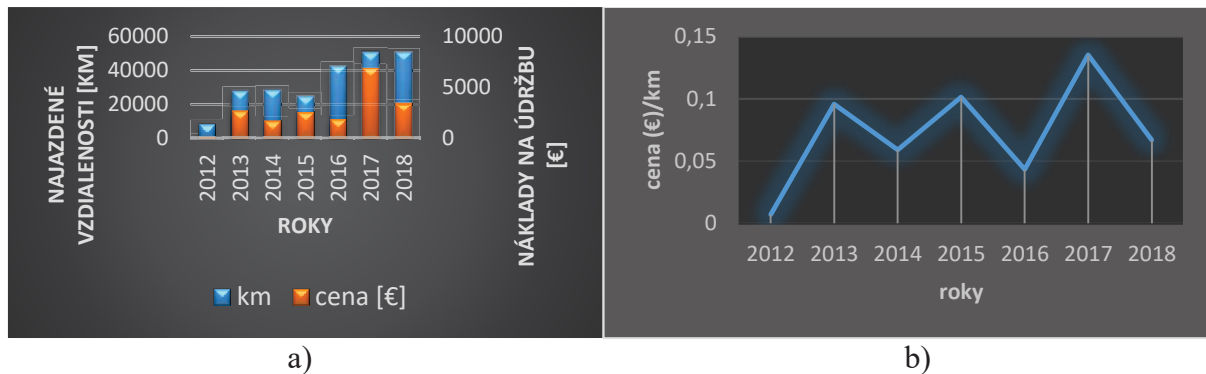 60000
40000
20000
0
10000
5000
0
NAJAZDENÉ
VZDIALENOSTI [KM]
NÁKLADY NA ÚDRŽBU
[€]
2012
2013
2014
2015
2016
2017
2018
ROKY
km
cena [€]
a)
0,15
0,1
0,05
0
cena (€)/km
2012 2013 2014 2015 2016 2017 2018
roky
b)